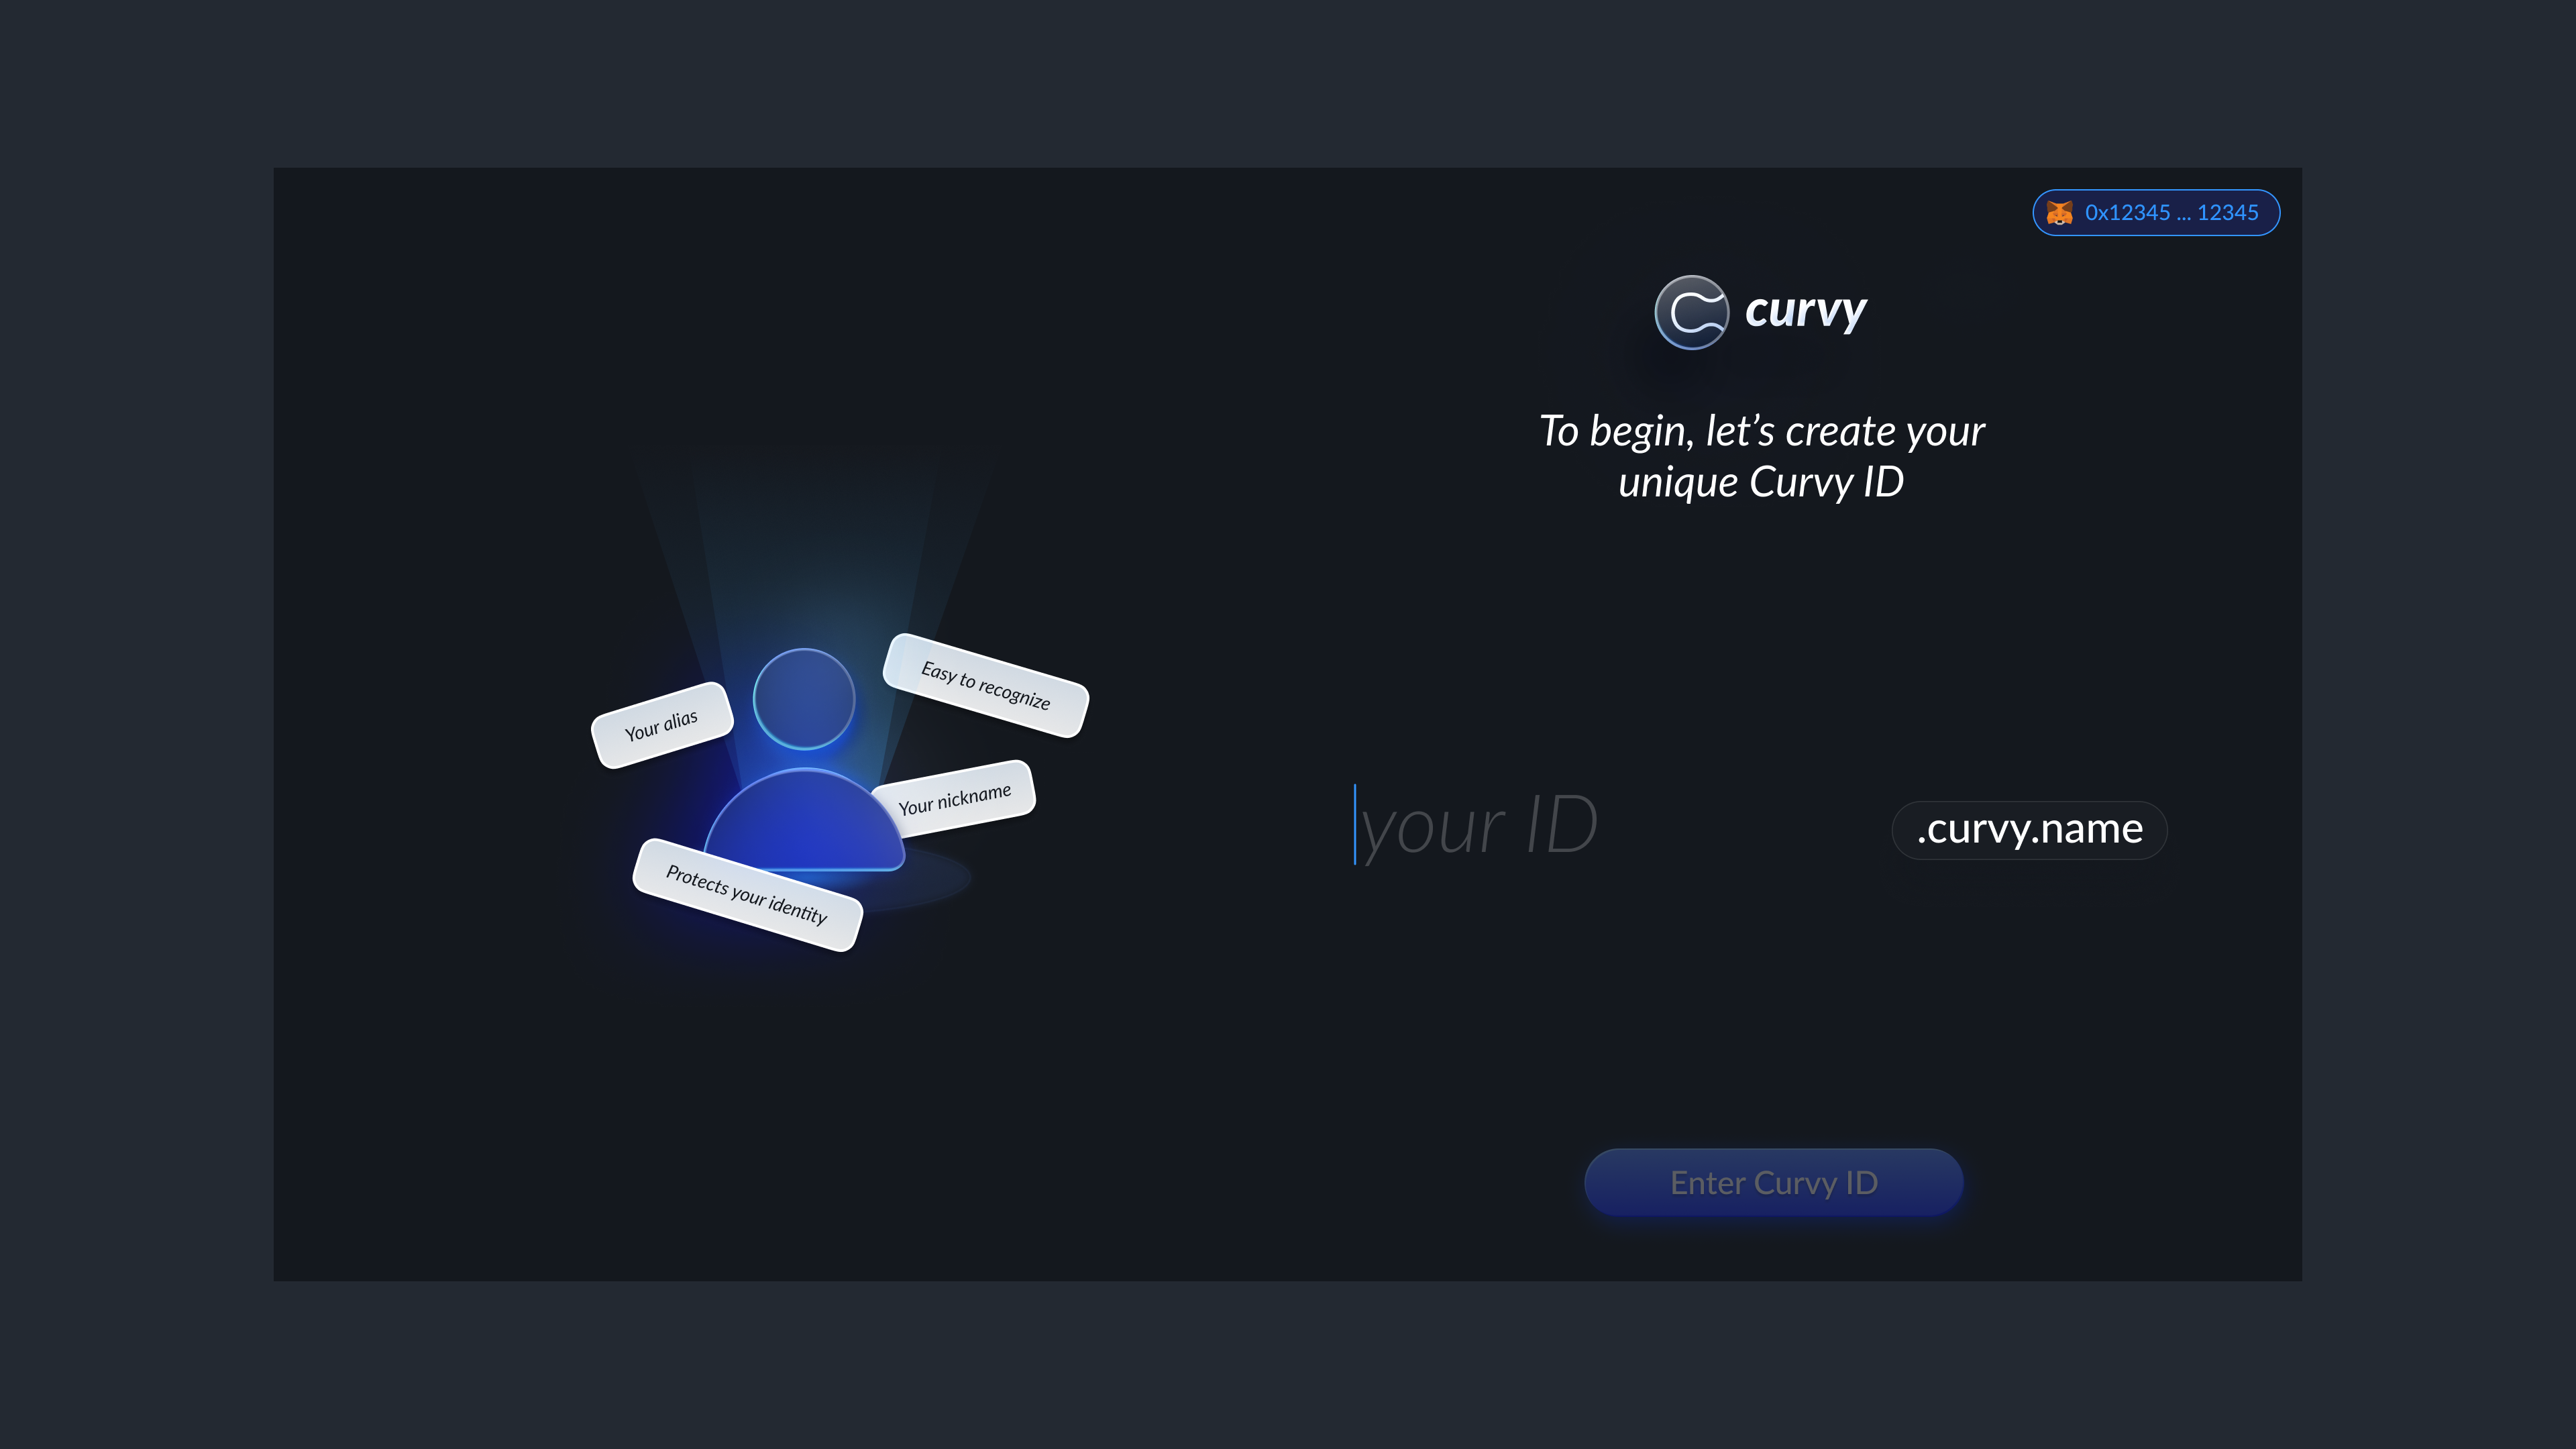 0x12345 ... 12345
curvy
To begin, let’s create your
unique Curvy ID
Easy to recognize
Your alias
Your nickname
Protects your identity
your ID
.curvy.name
Enter Curvy ID